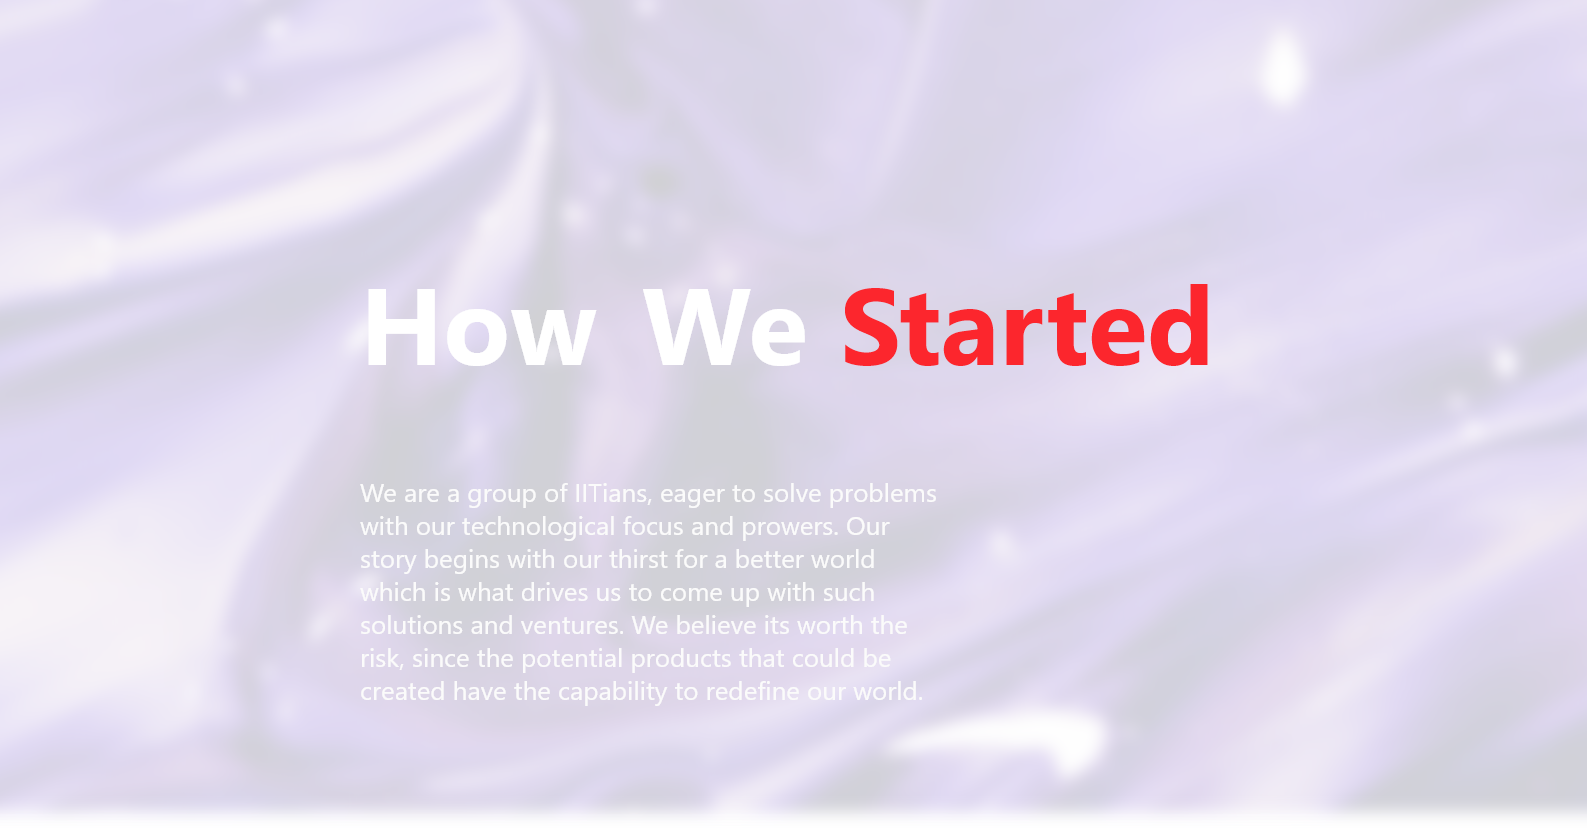 How We Started
We are a group of IITians, eager to solve problems
with our technological focus and prowers. Our
story begins with our thirst for a better world
which is what drives us to come up with such
solutions and ventures. We believe its worth the
risk, since the potential products that could be
created have the capability to redefine our world.